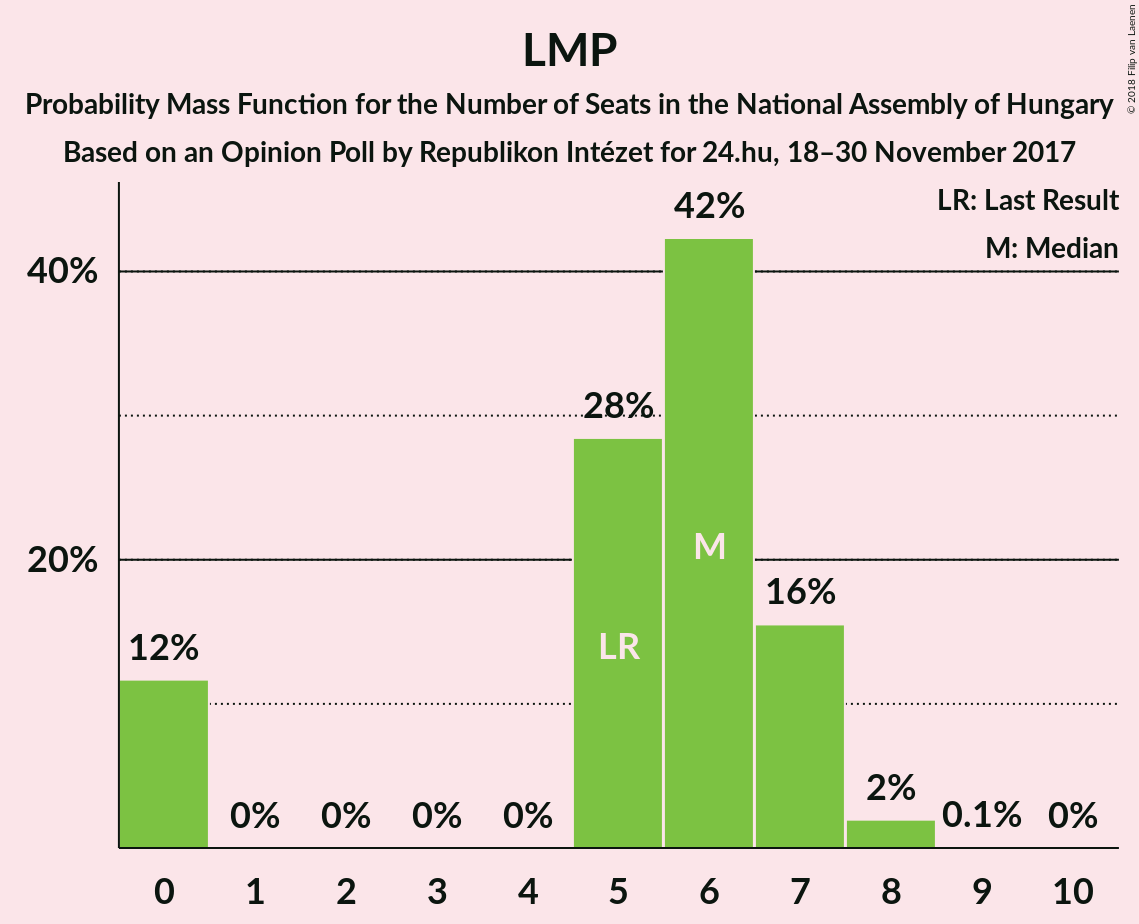 LMP
Probability Mass Function for the Number of Seats in the National Assembly of Hungary
Based on an Opinion Poll by Republikon Intézet for 24.hu, 18–30 November 2017
© 2018 Filip van Laenen
LR: Last Result
M: Median
42%
40%
28%
20%
M
16%
LR
12%
2%
0% 0% 0% 0% 0.1% 0%
0 1 2 3 4 5 6 7 8 9 10